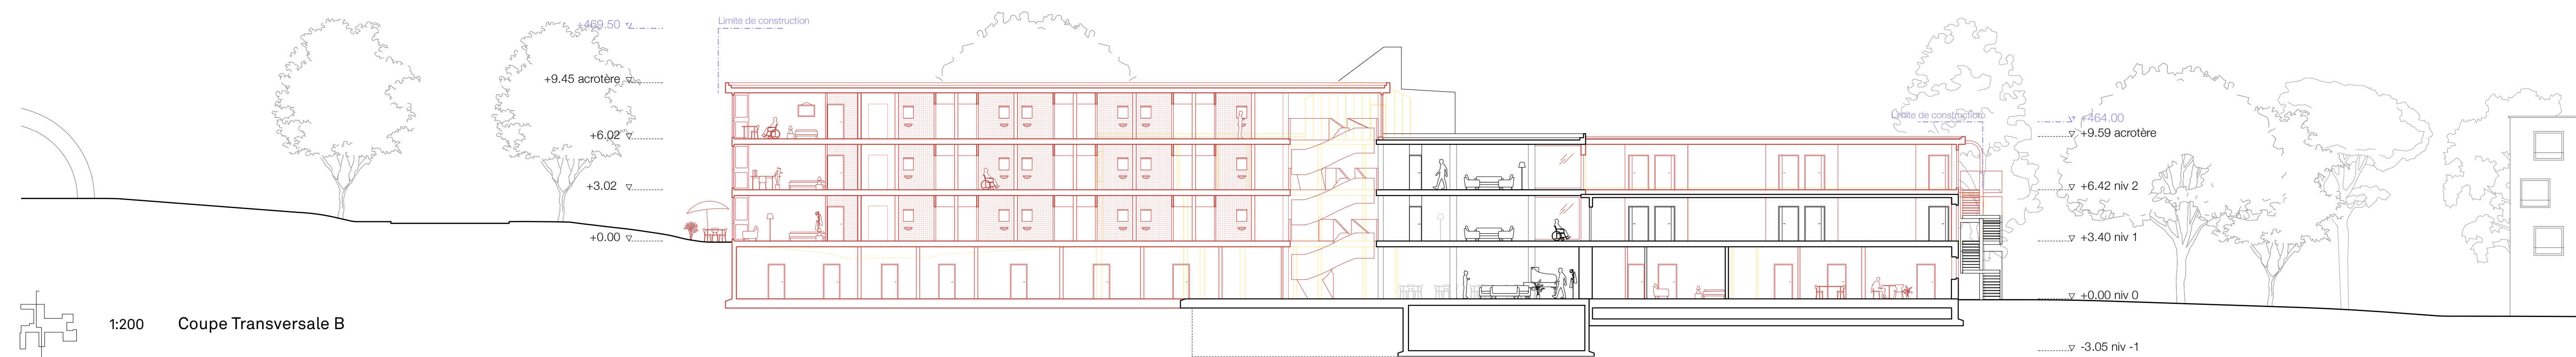 +469.50
Limite de construction
+9.45 acrotère
+6.02
+3.02
+0.00
Limite de construction
+464.00
+9.59 acrotère
+6.42 niv 2
+3.40 niv 1
+0.00 niv 0
-3.05 niv -1
1:200 Coupe Transversale B